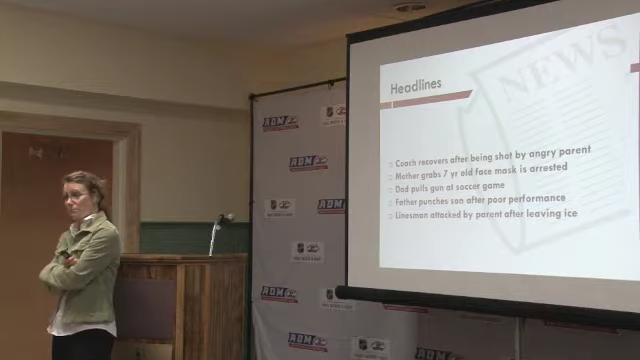 NEWS
Headlines
Coach recovers after being shot by angry parent
Mother grabs 7 yr old face mask is arrested
Dad pulls gun at soccer game
Father punches son after poor performance
Linesman attacked by parent after leaving ice